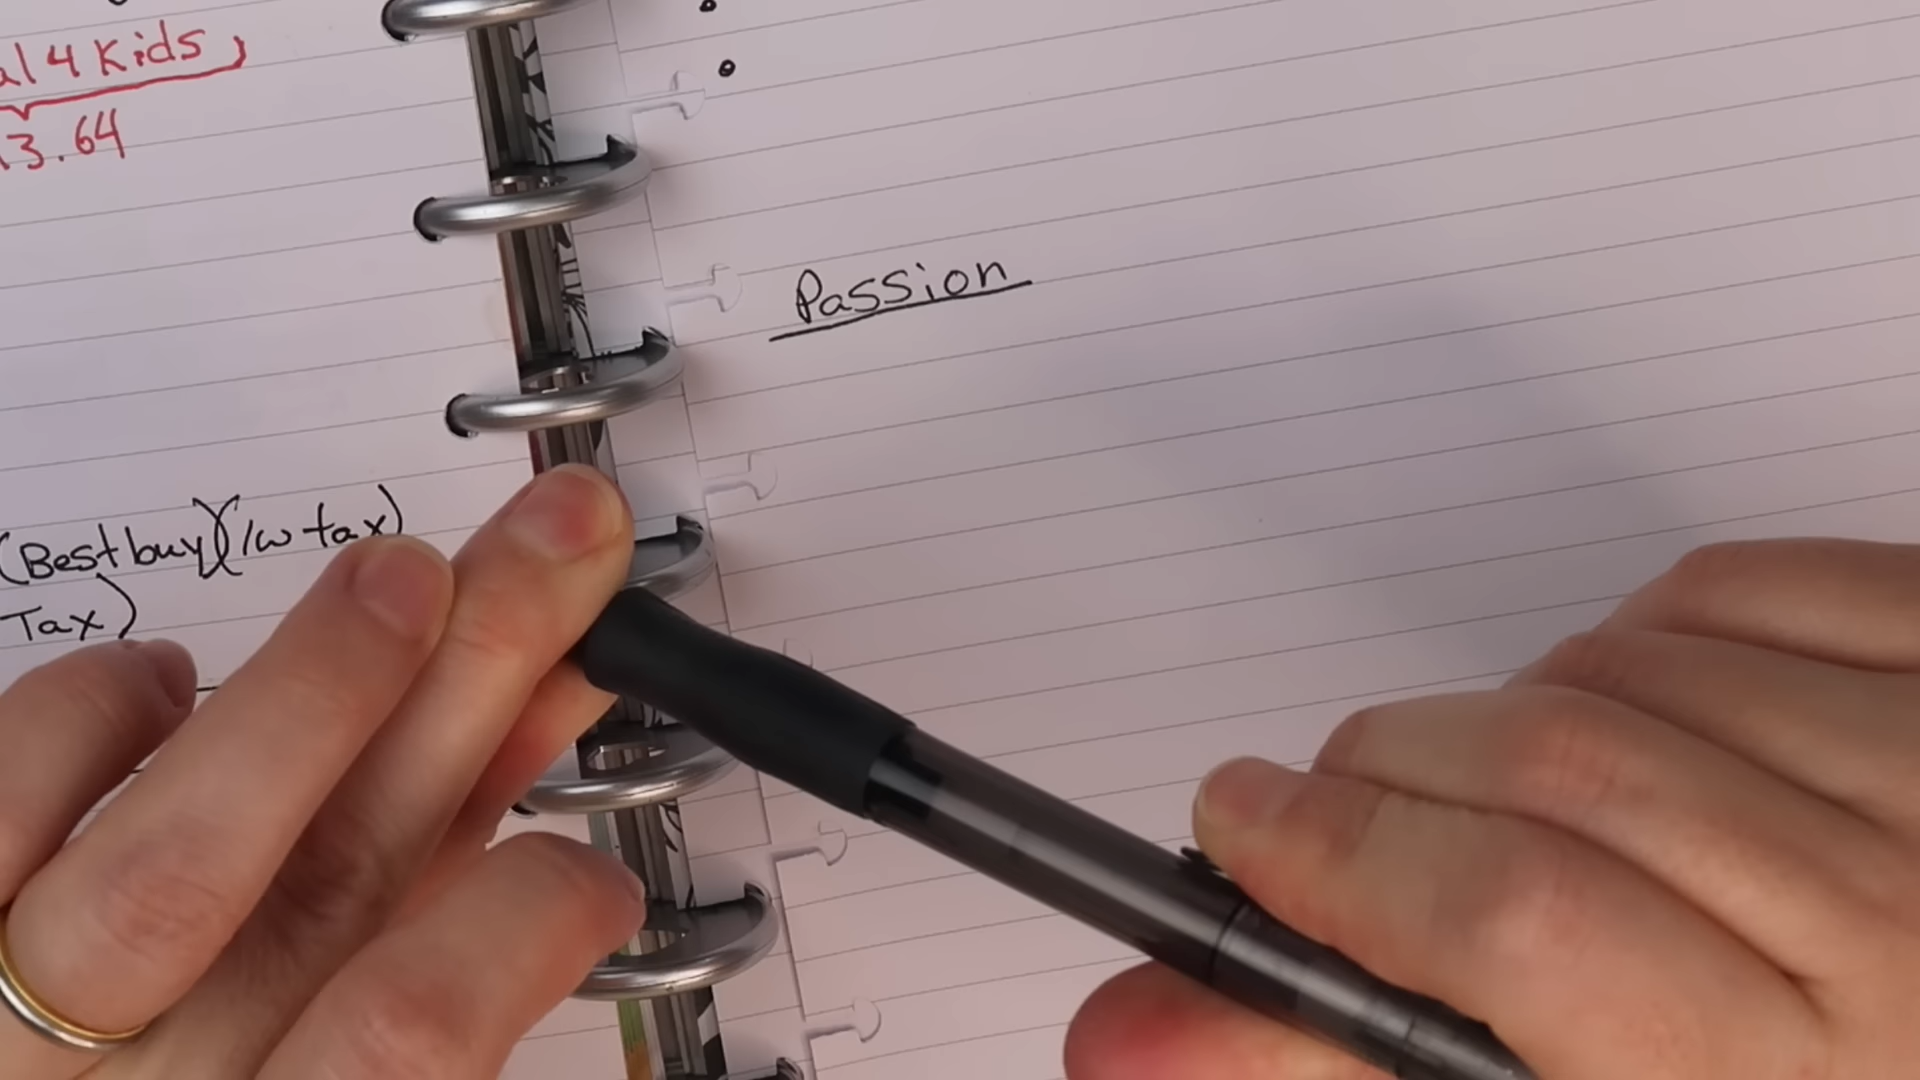 4 Kids
3.64
(Best buy) (/w tax)
Tax)
Passion